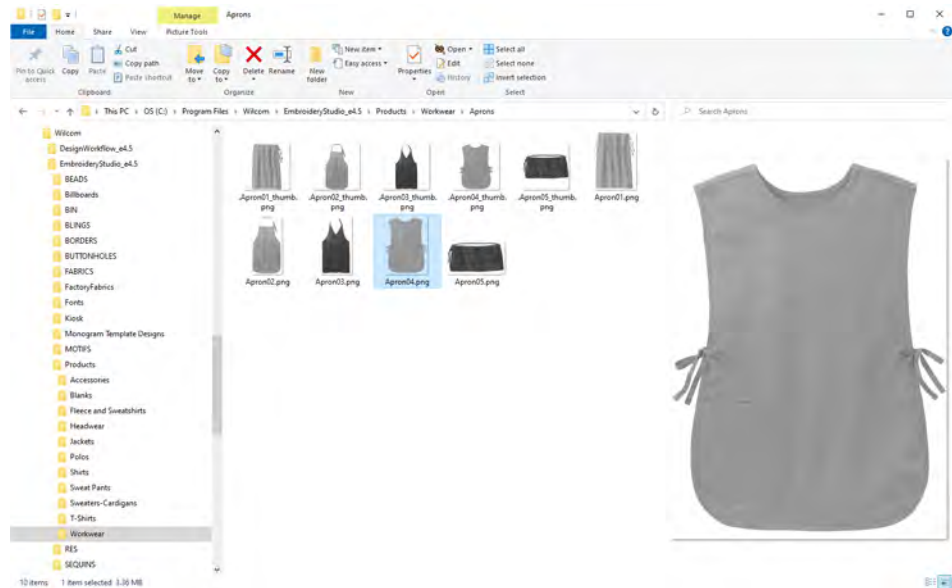 Manage Aprons
File Home Share View Picture Tools
Pin to Quick access
Copy
Paste
Cut
Copy path
Paste shortcut
Clipboard
Move to
Copy to
Delete
Rename
Organize
New folder
New item
Easy access
New
Properties
Open
Edit
History
Open
Select all
Select none
Invert selection
Select
This PC › OS (C:) › Program Files › Wilcom › EmbroideryStudio_e4.5 › Products › Workwear › Aprons
Search Aprons
Wilcom
DesignWorkflow_e4.5
EmbroideryStudio_e4.5
BEADS
Billboards
BIN
BLINGS
BORDERS
BUTTONHOLES
FABRICS
FactoryFabrics
Fonts
Kiosk
Monogram Template Designs
MOTIFS
Products
Accessories
Blanks
Fleece and Sweatshirts
Headwear
Jackets
Polos
Shirts
Sweat Pants
Sweaters-Cardigans
T-Shirts
Workwear
RES
SEQUINS
.Apron01_thumb.png
.Apron02_thumb.png
.Apron03_thumb.png
.Apron04_thumb.png
.Apron05_thumb.png
Apron01.png
Apron02.png
Apron03.png
Apron04.png
Apron05.png
10 items 1 item selected 3.36 MB